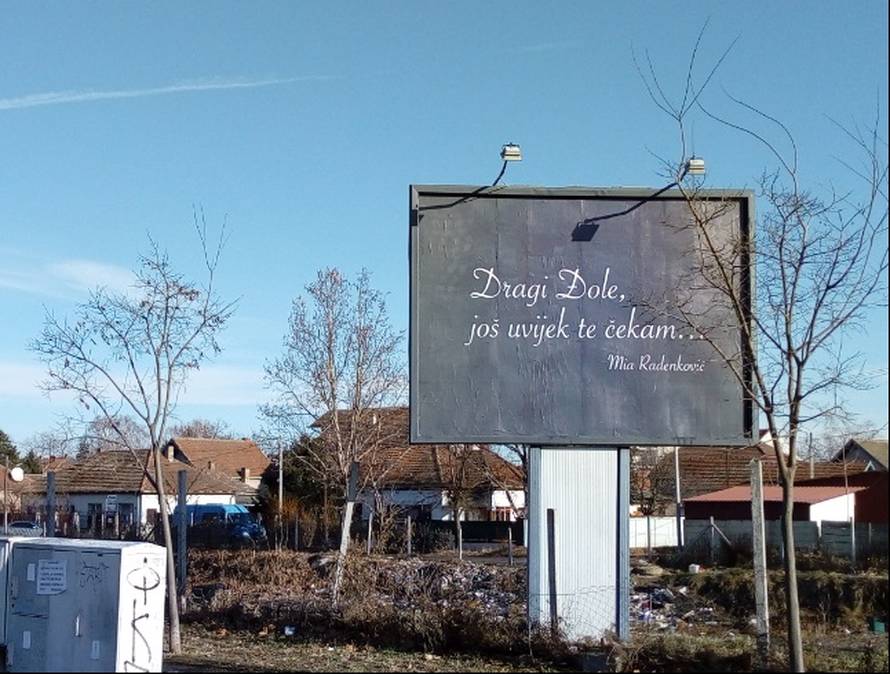 Dragi Đole,
još uvijek te čekam...
Mia Radenković